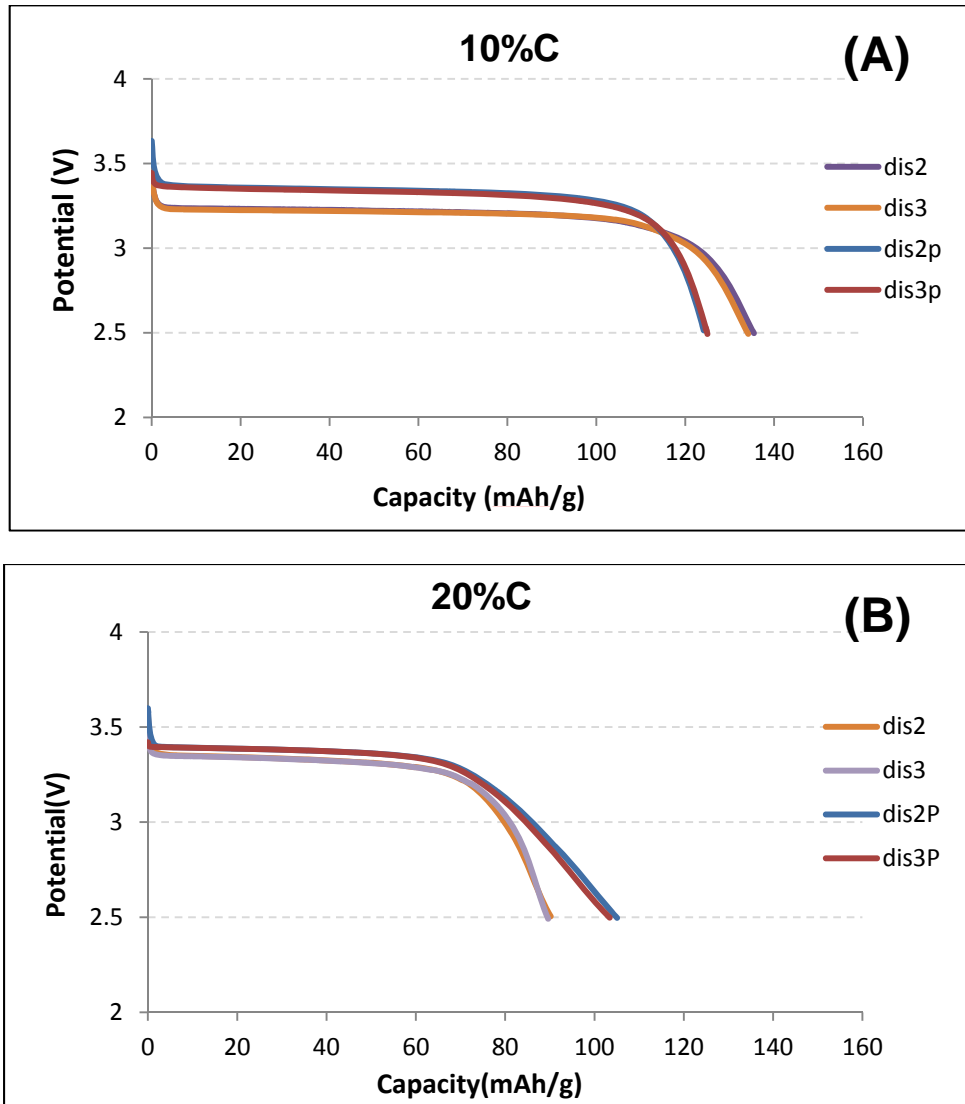 10%C
(A)
4
3.5
3
2.5
2
Potential (V)
0 20 40 60 80 100 120 140 160
Capacity (mAh/g)
dis2
dis3
dis2p
dis3p
20%C
(B)
4
3.5
3
2.5
2
Potential(V)
0 20 40 60 80 100 120 140 160
Capacity(mAh/g)
dis2
dis3
dis2P
dis3P